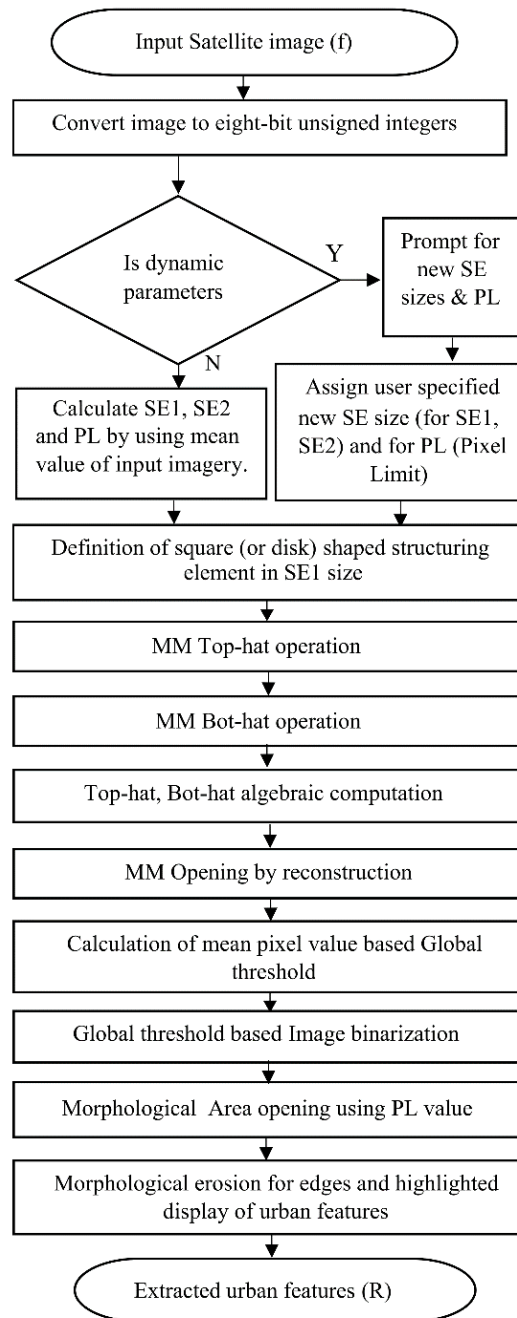 Input Satellite image (f)
Convert image to eight-bit unsigned integers
Is dynamic
parameters
Y
Prompt for
new SE
sizes & PL
N
Calculate SE1, SE2
and PL by using mean
value of input imagery.
Assign user specified
new SE size (for SE1,
SE2) and for PL (Pixel
Limit)
Definition of square (or disk) shaped structuring
element in SE1 size
MM Top-hat operation
MM Bot-hat operation
Top-hat, Bot-hat algebraic computation
MM Opening by reconstruction
Calculation of mean pixel value based Global
threshold
Global threshold based Image binarization
Morphological Area opening using PL value
Morphological erosion for edges and highlighted
display of urban features
Extracted urban features (R)